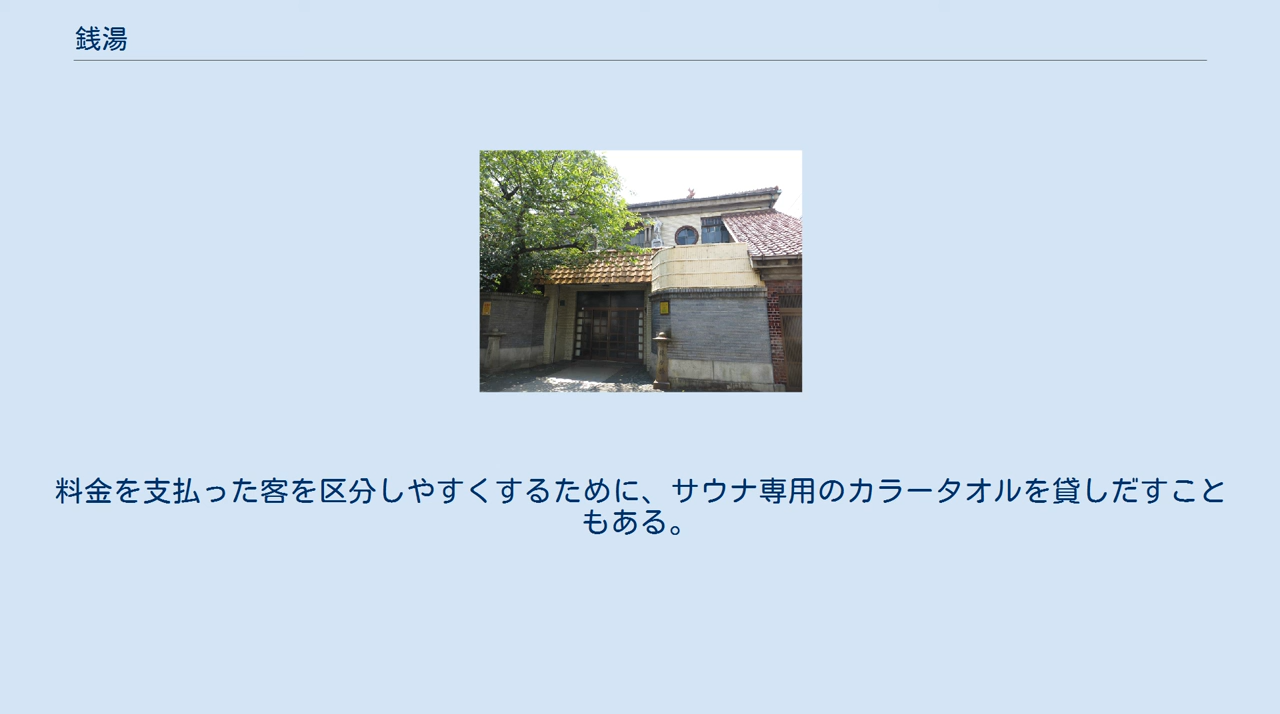 銭湯
料金を支払った客を区分しやすくするために、サウナ専用のカラータオルを貸しだすこと
もある。